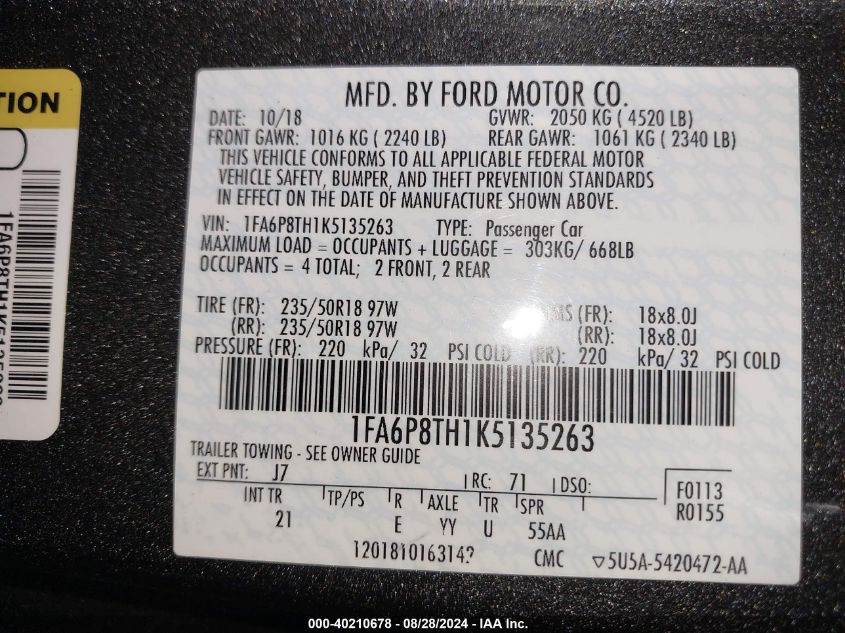 TION
1FA6P8TH1K5135263
MFD. BY FORD MOTOR CO.
DATE: 10/18 GVWR: 2050 KG ( 4520 LB)
FRONT GAWR: 1016 KG ( 2240 LB) REAR GAWR: 1061 KG ( 2340 LB)
THIS VEHICLE CONFORMS TO ALL APPLICABLE FEDERAL MOTOR
VEHICLE SAFETY, BUMPER, AND THEFT PREVENTION STANDARDS
IN EFFECT ON THE DATE OF MANUFACTURE SHOWN ABOVE.
VIN: 1FA6P8TH1K5135263 TYPE: Passenger Car
MAXIMUM LOAD = OCCUPANTS + LUGGAGE = 303KG/ 668LB
OCCUPANTS = 4 TOTAL; 2 FRONT, 2 REAR
TIRE (FR): 235/50R18 97W MS (FR): 18x8.0J
(RR): 235/50R18 97W (RR): 18x8.0J
PRESSURE (FR): 220 kPa/ 32 PSI COLD (RR): 220 kPa/ 32 PSI COLD
1FA6P8TH1K5135263
TRAILER TOWING - SEE OWNER GUIDE
EXT PNT: J7 RC: 71 DSO: F0113
INT TR TP/PS R AXLE TR SPR R0155
21 E YY U 55AA
CMC ▽5U5A-5420472-AA
000-40210678 - 08/28/2024 - IAA Inc.